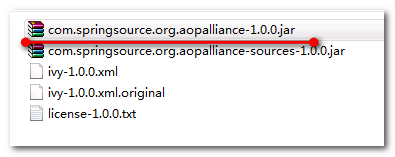 com.springsource.org.aopalliance-1.0.0.jar
com.springsource.org.aopalliance-sources-1.0.0.jar
ivy-1.0.0.xml
ivy-1.0.0.xml.original
license-1.0.0.txt